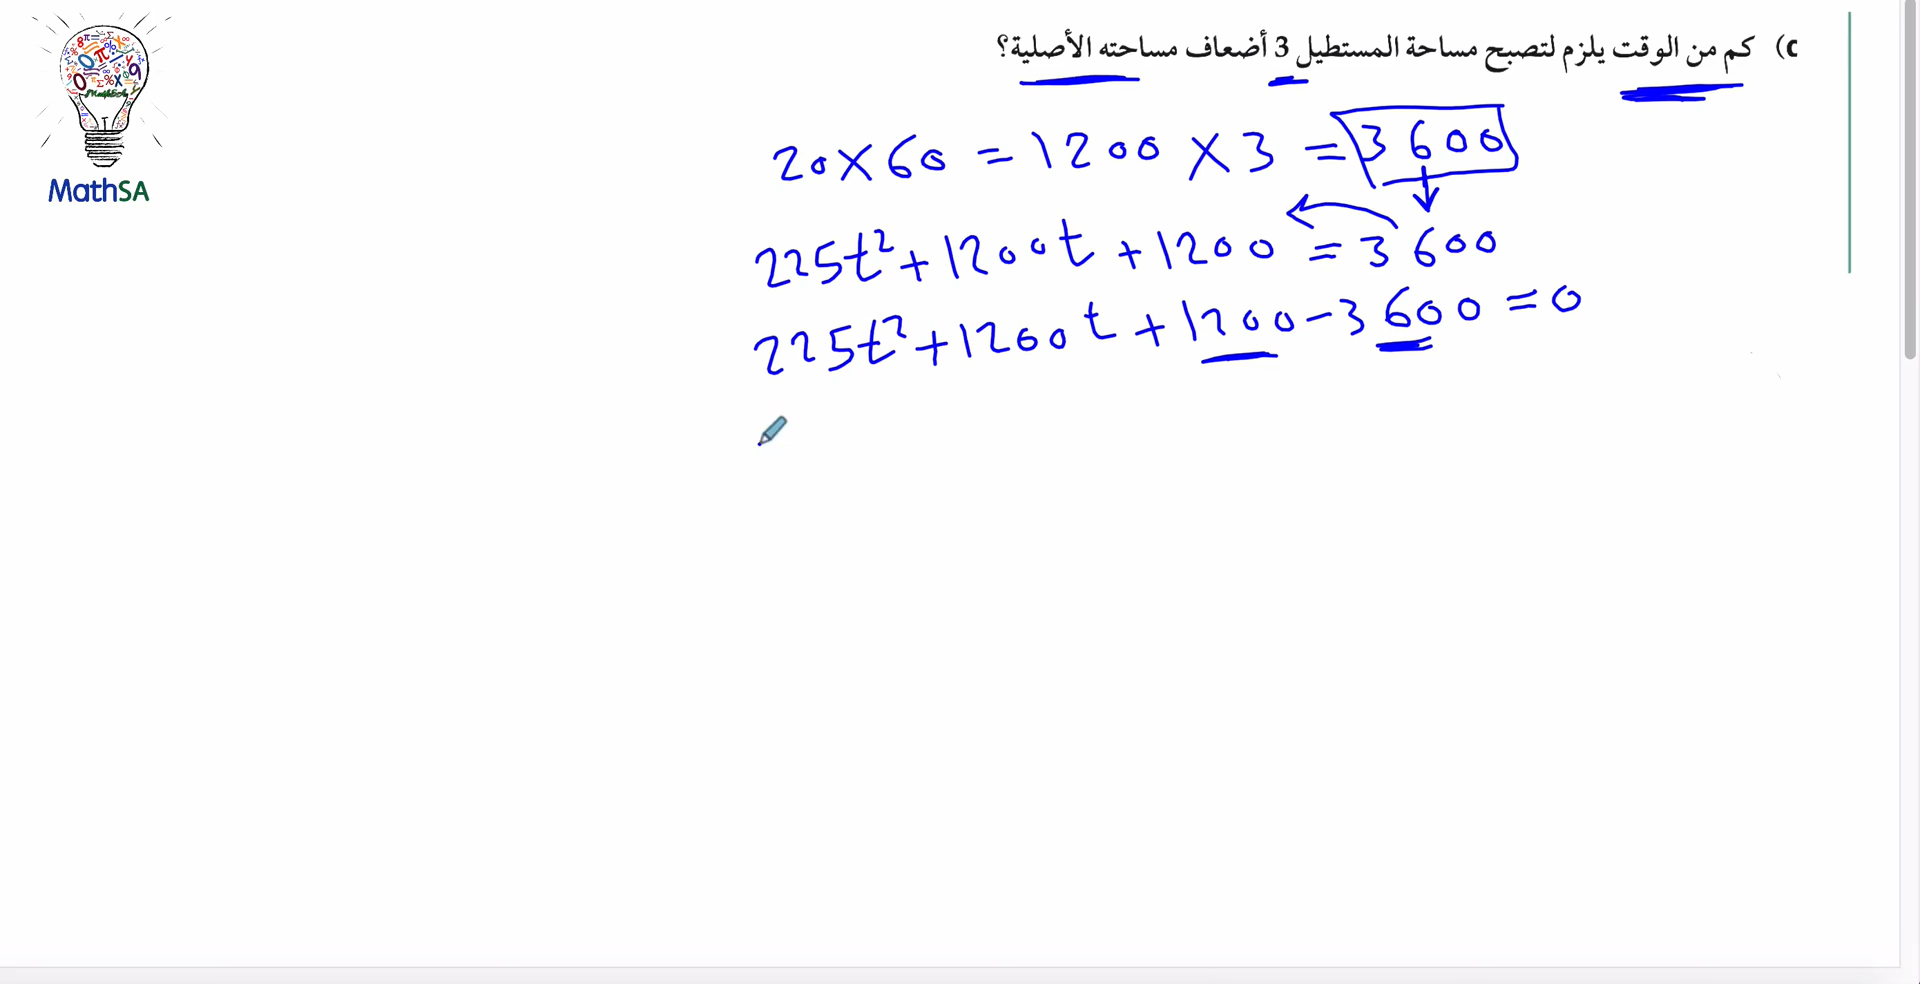 MathSA
c) كم من الوقت يلزم لتصبح مساحة المستطيل 3 أضعاف مساحته الأصلية؟
20 × 60 = 1200 × 3 = 3600
225t² + 1200t + 1200 = 3600
225t² + 1200t + 1200 - 3600 = 0